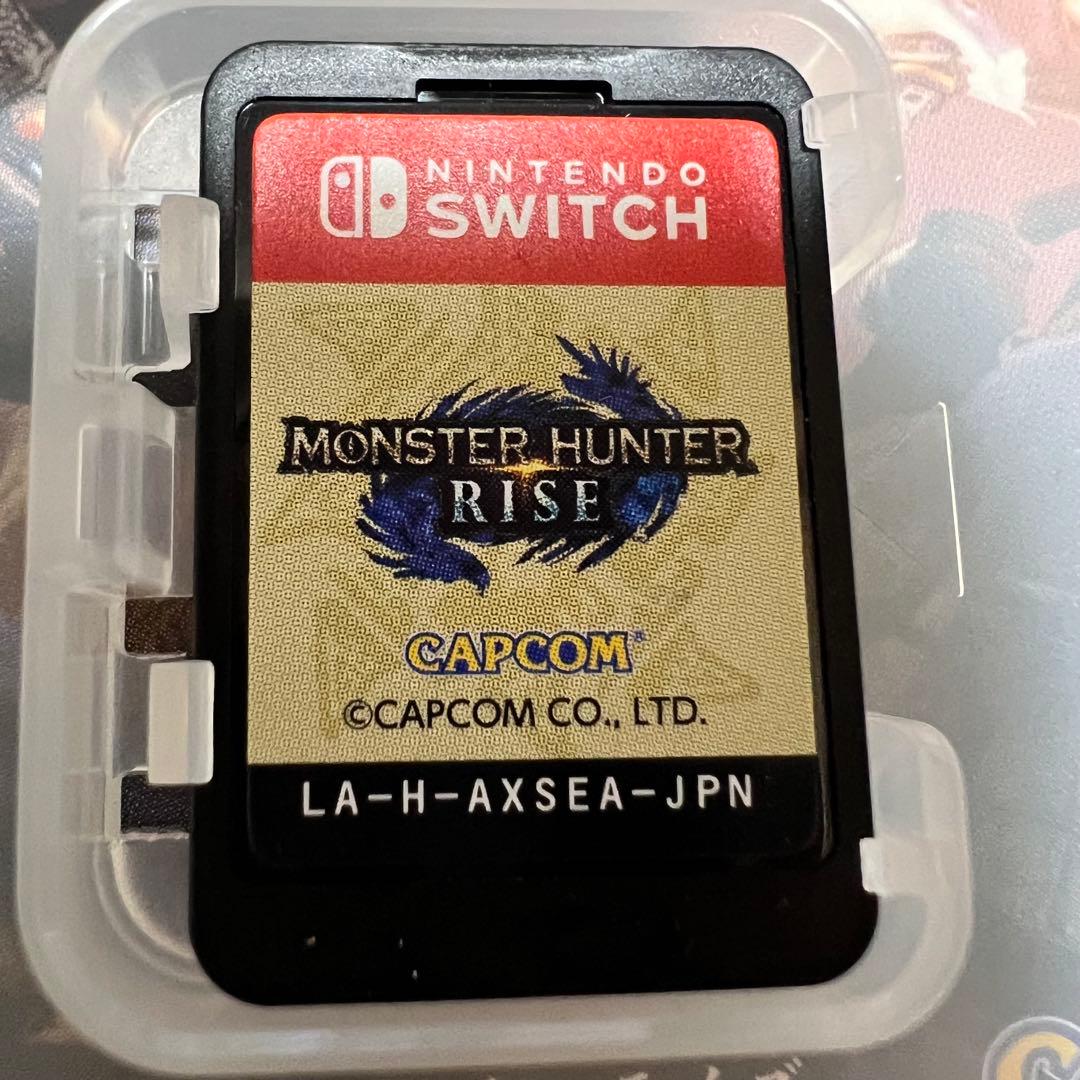 NINTENDO
SWITCH
MONSTER HUNTER
RISE
CAPCOM®
©CAPCOM CO., LTD.
LA-H-AXSEA-JPN